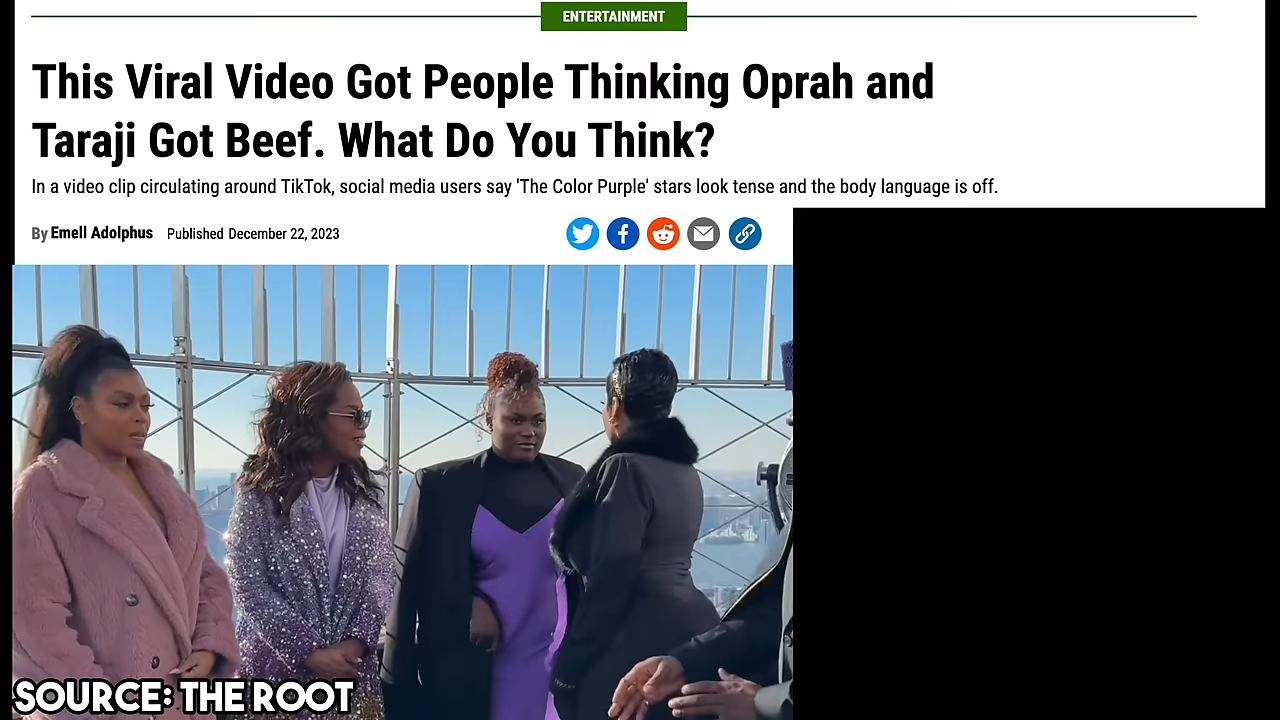 ENTERTAINMENT
This Viral Video Got People Thinking Oprah and
Taraji Got Beef. What Do You Think?
In a video clip circulating around TikTok, social media users say 'The Color Purple' stars look tense and the body language is off.
By Emell Adolphus Published December 22, 2023
SOURCE: THE ROOT